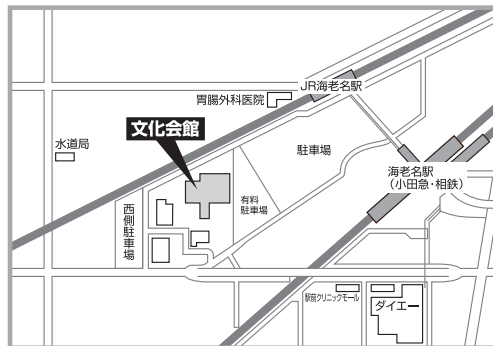 JR海老名駅
胃腸外科医院
文化会館
水道局
駐車場
海老名駅
(小田急・相鉄)
有料
駐車場
西側駐車場
駅前クリニックモール
ダイエー